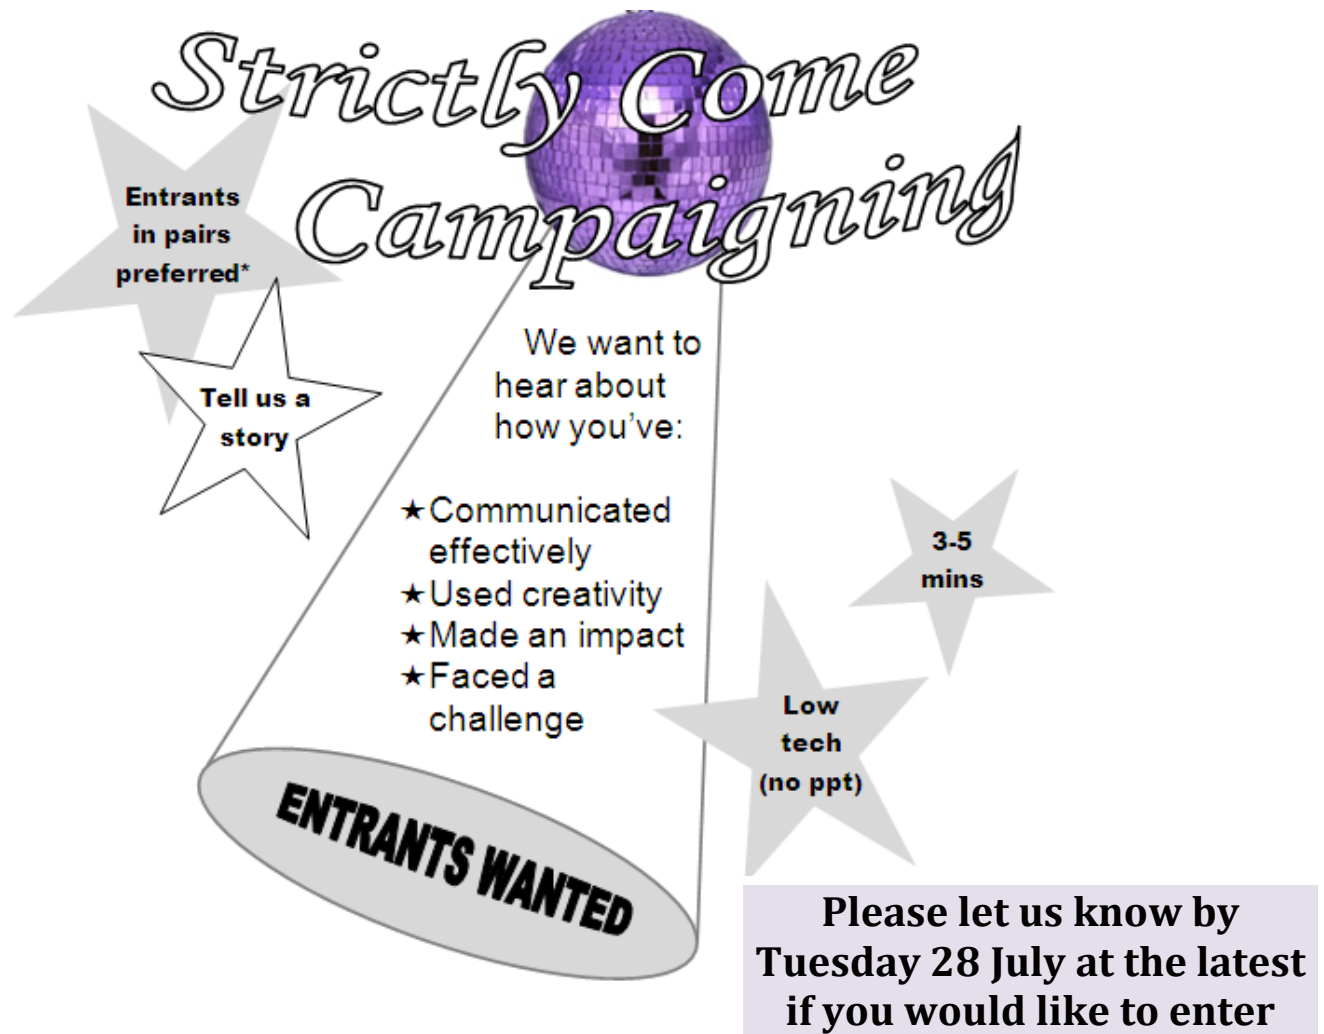 Strictly Come
Campaigning
Entrants
in pairs
preferred*
Tell us a
story
We want to
hear about
how you’ve:
★Communicated
effectively
★Used creativity
★Made an impact
★Faced a
challenge
3-5
mins
Low
tech
(no ppt)
ENTRANTS WANTED
Please let us know by
Tuesday 28 July at the latest
if you would like to enter